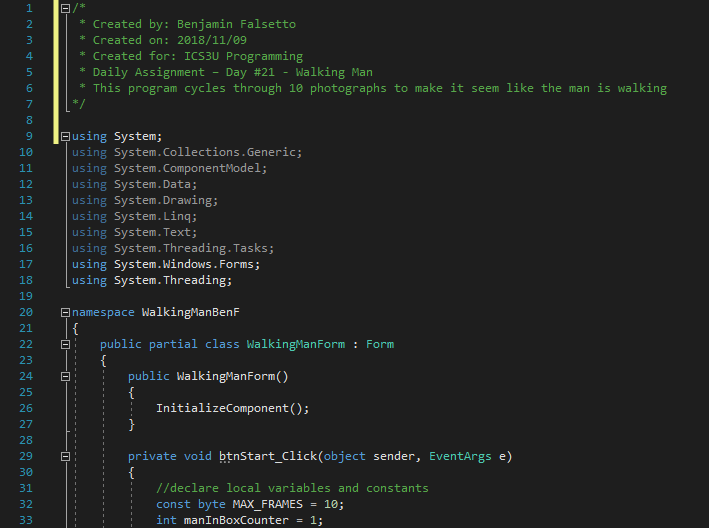 1 /*
2 * Created by: Benjamin Falsetto
3 * Created on: 2018/11/09
4 * Created for: ICS3U Programming
5 * Daily Assignment – Day #21 - Walking Man
6 * This program cycles through 10 photographs to make it seem like the man is walking
7 */
8
9 using System;
10 using System.Collections.Generic;
11 using System.ComponentModel;
12 using System.Data;
13 using System.Drawing;
14 using System.Linq;
15 using System.Text;
16 using System.Threading.Tasks;
17 using System.Windows.Forms;
18 using System.Threading;
19
20 namespace WalkingManBenF
21 {
22 public partial class WalkingManForm : Form
23 {
24 public WalkingManForm()
25 {
26 InitializeComponent();
27 }
28
29 private void btnStart_Click(object sender, EventArgs e)
30 {
31 //declare local variables and constants
32 const byte MAX_FRAMES = 10;
33 int manInBoxCounter = 1;